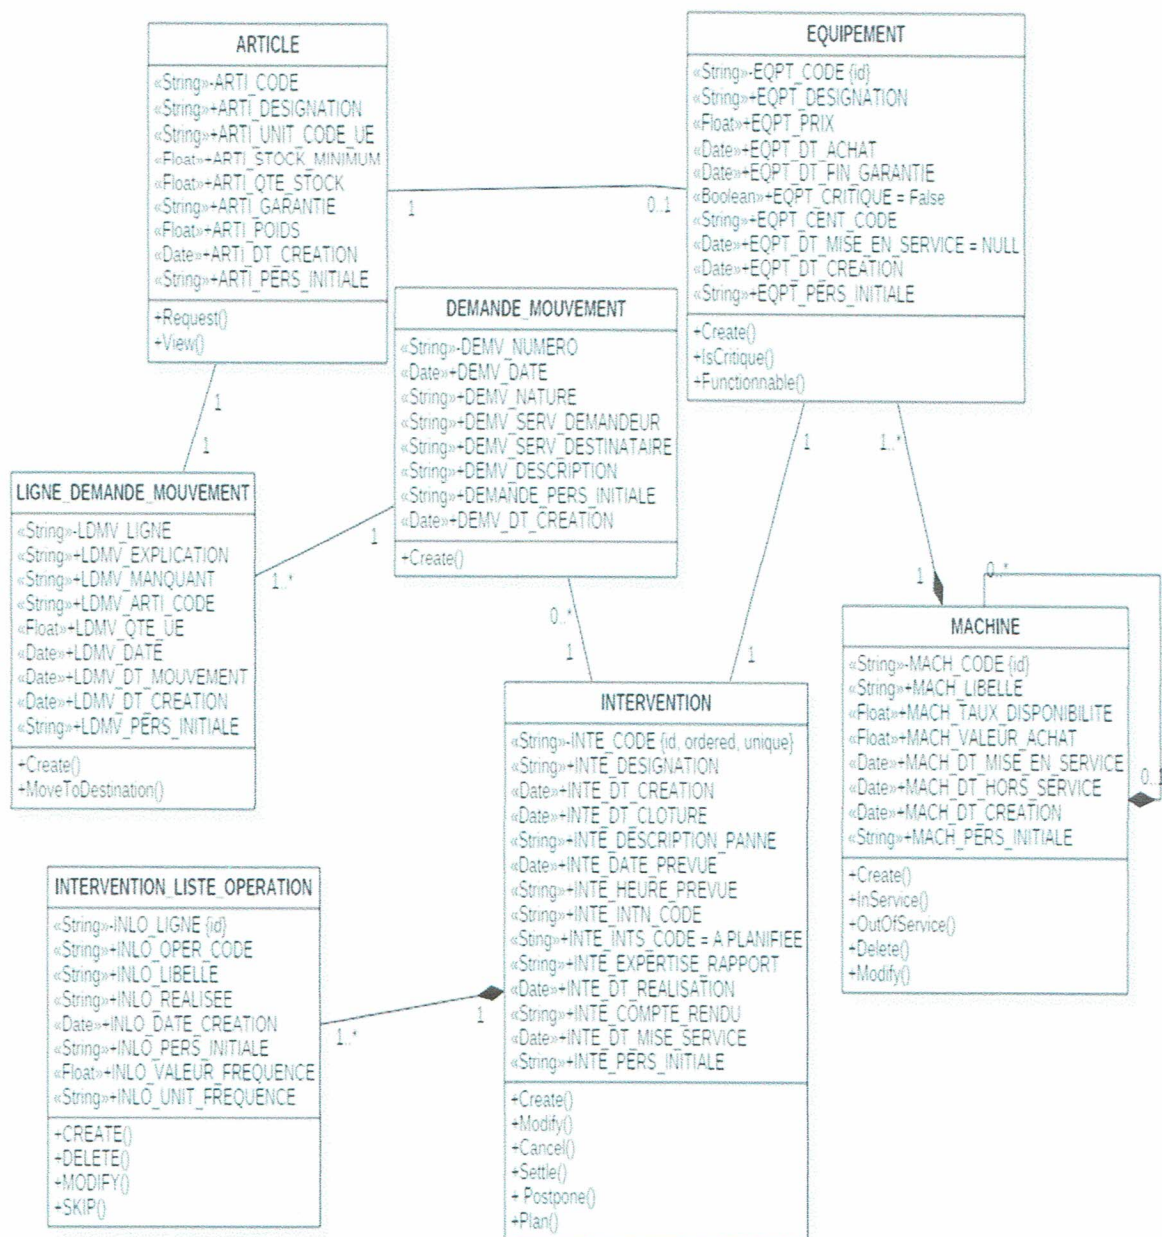 ARTICLE
«String»-ARTI_CODE
«String»+ARTI_DESIGNATION
«String»+ARTI_UNIT_CODE_UE
«Float»+ARTI_STOCK_MINIMUM
«Float»+ARTI_QTE_STOCK
«String»+ARTI_GARANTIE
«Float»+ARTI_POIDS
«Date»+ARTI_DT_CREATION
«String»+ARTI_PERS_INITIALE
+Request()
+View()
1
0..1
EQUIPEMENT
«String»-EQPT_CODE {id}
«String»+EQPT_DESIGNATION
«Float»+EQPT_PRIX
«Date»+EQPT_DT_ACHAT
«Date»+EQPT_DT_FIN_GARANTIE
«Boolean»+EQPT_CRITIQUE = False
«String»+EQPT_CENT_CODE
«Date»+EQPT_DT_MISE_EN_SERVICE = NULL
«Date»+EQPT_DT_CREATION
«String»+EQPT_PERS_INITIALE
+Create()
+IsCritique()
+Functionnable()
DEMANDE_MOUVEMENT
«String»-DEMV_NUMERO
«Date»+DEMV_DATE
«String»+DEMV_NATURE
«String»+DEMV_SERV_DEMANDEUR
«String»+DEMV_SERV_DESTINATAIRE
«String»+DEMV_DESCRIPTION
«String»+DEMANDE_PERS_INITIALE
«Date»+DEMV_DT_CREATION
+Create()
1
1
1
1..*
LIGNE_DEMANDE_MOUVEMENT
«String»-LDMV_LIGNE
«String»+LDMV_EXPLICATION
«String»+LDMV_MANQUANT
«String»+LDMV_ARTI_CODE
«Float»+LDMV_QTE_UE
«Date»+LDMV_DATE
«Date»+LDMV_DT_MOUVEMENT
«Date»+LDMV_DT_CREATION
«String»+LDMV_PERS_INITIALE
+Create()
+MoveToDestination()
1
1..*
0..*
1
1
1
0..*
MACHINE
«String»-MACH_CODE {id}
«String»+MACH_LIBELLE
«Float»+MACH_TAUX_DISPONIBILITE
«Float»+MACH_VALEUR_ACHAT
«Date»+MACH_DT_MISE_EN_SERVICE
«Date»+MACH_DT_HORS_SERVICE
«Date»+MACH_DT_CREATION
«String»+MACH_PERS_INITIALE
+Create()
+InService()
+OutOfService()
+Delete()
+Modify()
0..1
INTERVENTION
«String»-INTE_CODE {id, ordered, unique}
«String»+INTE_DESIGNATION
«Date»+INTE_DT_CREATION
«Date»+INTE_DT_CLOTURE
«String»+INTE_DESCRIPTION_PANNE
«Date»+INTE_DATE_PREVUE
«String»+INTE_HEURE_PREVUE
«String»+INTE_INTN_CODE
«Sting»+INTE_INTS_CODE = A PLANIFIEE
«String»+INTE_EXPERTISE_RAPPORT
«Date»+INTE_DT_REALISATION
«String»+INTE_COMPTE_RENDU
«Date»+INTE_DT_MISE_SERVICE
«String»+INTE_PERS_INITIALE
+Create()
+Modify()
+Cancel()
+Settle()
+ Postpone()
+Plan()
INTERVENTION_LISTE_OPERATION
«String»-INLO_LIGNE {id}
«String»+INLO_OPER_CODE
«String»+INLO_LIBELLE
«String»+INLO_REALISEE
«Date»+INLO_DATE_CREATION
«String»+INLO_PERS_INITIALE
«Float»+INLO_VALEUR_FREQUENCE
«String»+INLO_UNIT_FREQUENCE
+CREATE()
+DELETE()
+MODIFY()
+SKIP()
1..*
1